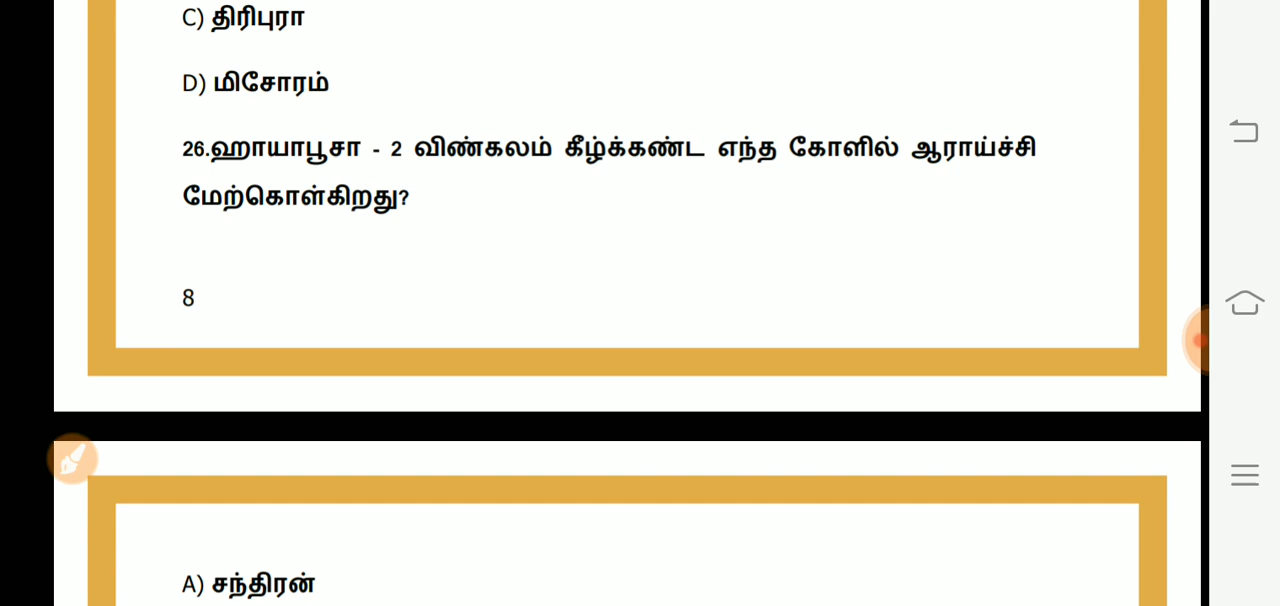 C) திரிபுரா
D) மிசோரம்
26.ஹாயாபூசா - 2 விண்கலம் கீழ்க்கண்ட எந்த கோளில் ஆராய்ச்சி
மேற்கொள்கிறது?
8
A) சந்திரன்